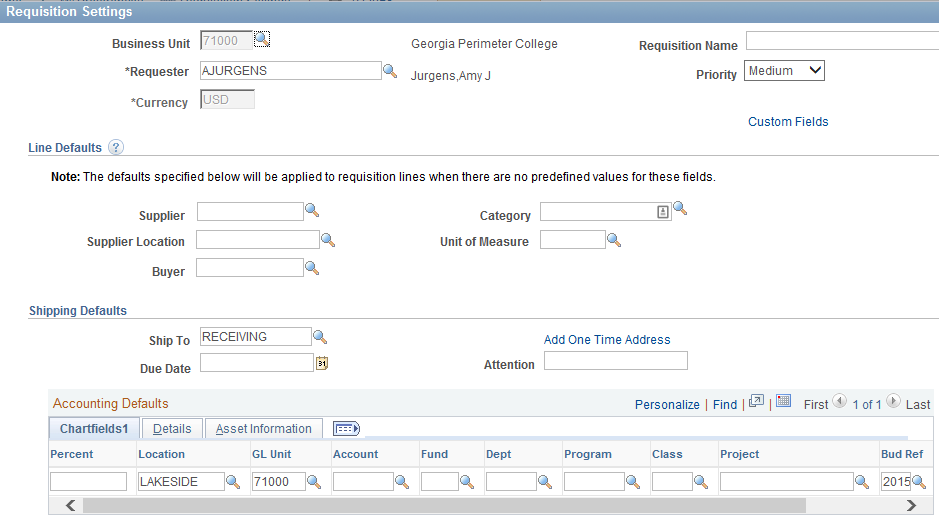 Requisition Settings
Business Unit 71000 Georgia Perimeter College Requisition Name
*Requester AJURGENS Jurgens,Amy J Priority Medium
*Currency USD
Custom Fields
Line Defaults ?
Note: The defaults specified below will be applied to requisition lines when there are no predefined values for these fields.
Supplier Category
Supplier Location Unit of Measure
Buyer
Shipping Defaults
Ship To RECEIVING Add One Time Address
Due Date 31 Attention
Accounting Defaults Personalize | Find | | First 1 of 1 Last
Chartfields1 Details Asset Information
Percent Location GL Unit Account Fund Dept Program Class Project Bud Ref
LAKESIDE 71000 2015